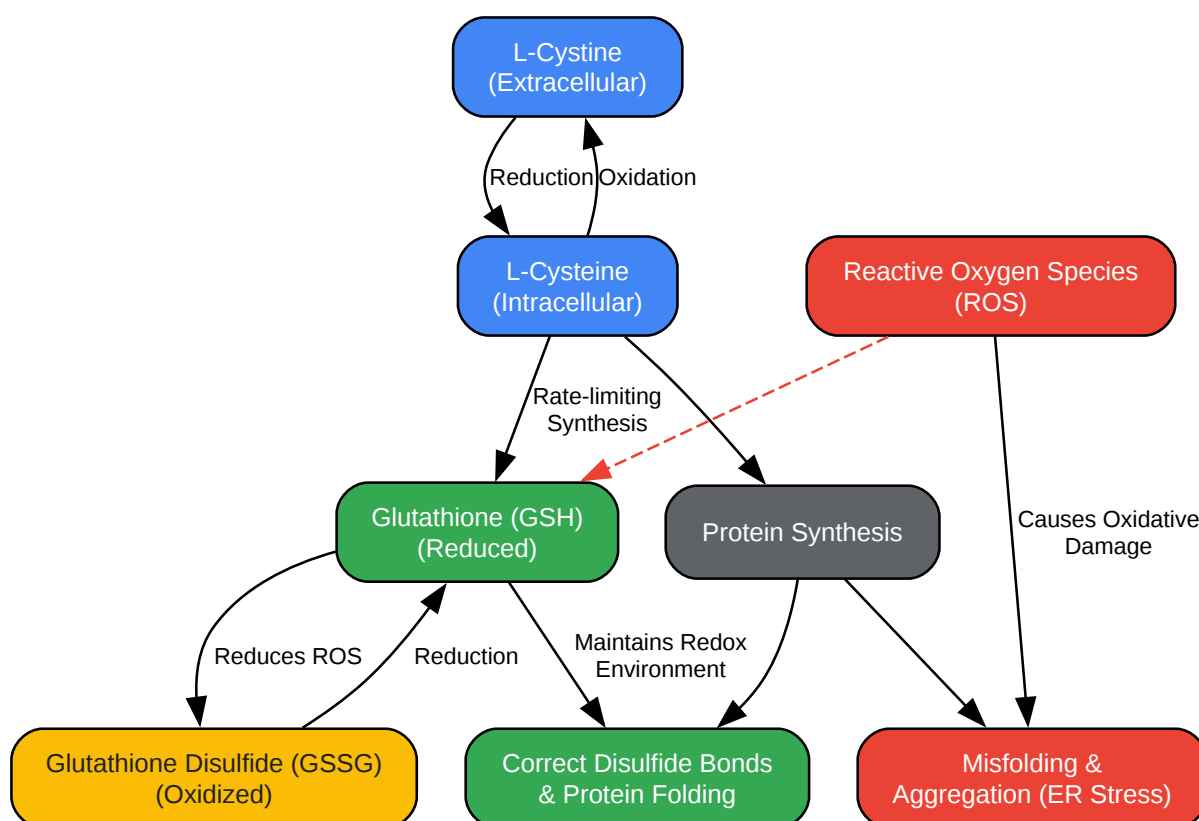 L-Cystine
(Extracellular)
Reduction
Oxidation
L-Cysteine
(Intracellular)
Reactive Oxygen Species
(ROS)
Rate-limiting
Synthesis
Glutathione (GSH)
(Reduced)
Protein Synthesis
Causes Oxidative
Damage
Reduces ROS
Reduction
Maintains Redox
Environment
Glutathione Disulfide (GSSG)
(Oxidized)
Correct Disulfide Bonds
& Protein Folding
Misfolding &
Aggregation (ER Stress)